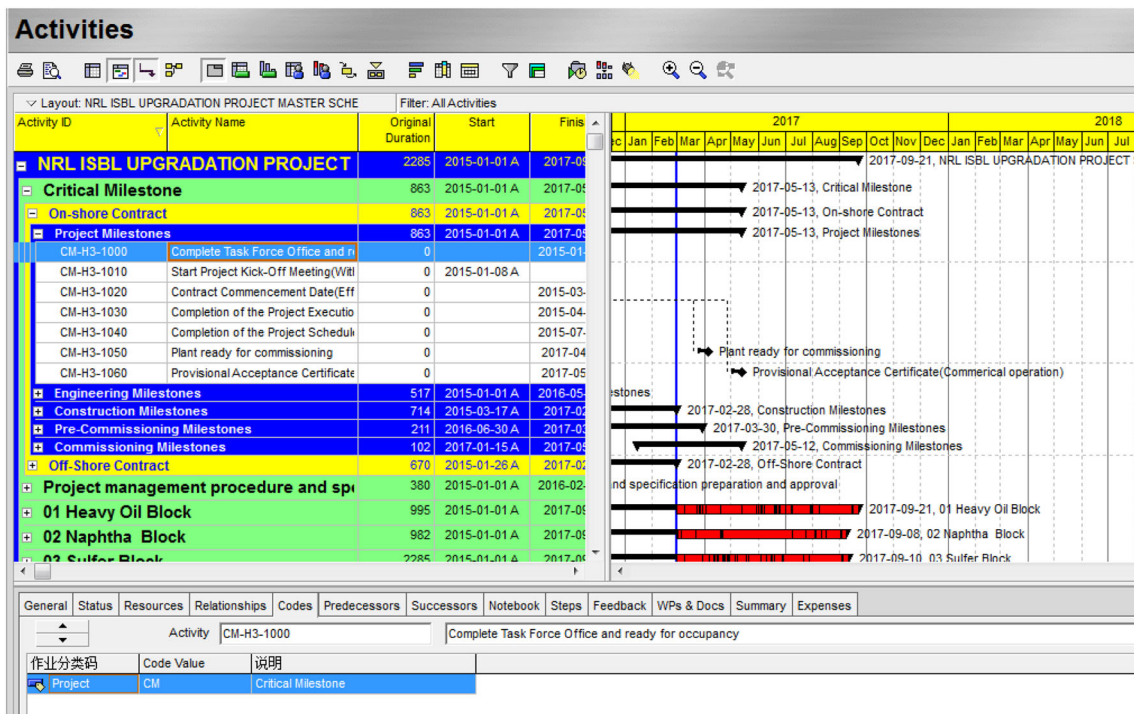 Activities
Layout: NRL ISBL UPGRADATION PROJECT MASTER SCHE Filter: All Activities
Activity ID Activity Name Original Duration Start Finis 2017 2018
Jan Feb Mar Apr May Jun Jul Aug Sep Oct Nov Dec Jan Feb Mar Apr May Jun Jul
NRL ISBL UPGRADATION PROJECT 2285 2015-01-01 A 2017-09 2017-09-21, NRL ISBL UPGRADATION PROJECT
Critical Milestone 863 2015-01-01 A 2017-05 2017-05-13, Critical Milestone
On-shore Contract 863 2015-01-01 A 2017-05 2017-05-13, On-shore Contract
Project Milestones 863 2015-01-01 A 2017-05 2017-05-13, Project Milestones
CM-H3-1000 Complete Task Force Office and r 0 2015-01-
CM-H3-1010 Start Project Kick-Off Meeting(Wit 0 2015-01-08 A
CM-H3-1020 Contract Commencement Date(Eff 0 2015-03-
CM-H3-1030 Completion of the Project Executio 0 2015-04-
CM-H3-1040 Completion of the Project Schedul 0 2015-07-
CM-H3-1050 Plant ready for commissioning 0 2017-04 Plant ready for commissioning
CM-H3-1060 Provisional Acceptance Certificate 0 2017-05 Provisional Acceptance Certificate(Commerical operation)
Engineering Milestones 517 2015-01-01 A 2016-05- estones
Construction Milestones 714 2015-03-17 A 2017-02 2017-02-28, Construction Milestones
Pre-Commissioning Milestones 211 2016-06-30 A 2017-03 2017-03-30, Pre-Commissioning Milestones
Commissioning Milestones 102 2017-01-15 A 2017-05 2017-05-12, Commissioning Milestones
Off-Shore Contract 670 2015-01-26 A 2017-02 2017-02-28, Off-Shore Contract
Project management procedure and sp 380 2015-01-01 A 2016-02- nd specification preparation and approval
01 Heavy Oil Block 995 2015-01-01 A 2017-09 2017-09-21, 01 Heavy Oil Block
02 Naphtha Block 982 2015-01-01 A 2017-09 2017-09-08, 02 Naphtha Block
03 Sulfer Block 2285 2015-01-01 A 2017-09 2017-09-10, 03 Sulfer Block
General Status Resources Relationships Codes Predecessors Successors Notebook Steps Feedback WPs & Docs Summary Expenses
Activity CM-H3-1000 Complete Task Force Office and ready for occupancy
作业分类码 Code Value 说明
Project CM Critical Milestone